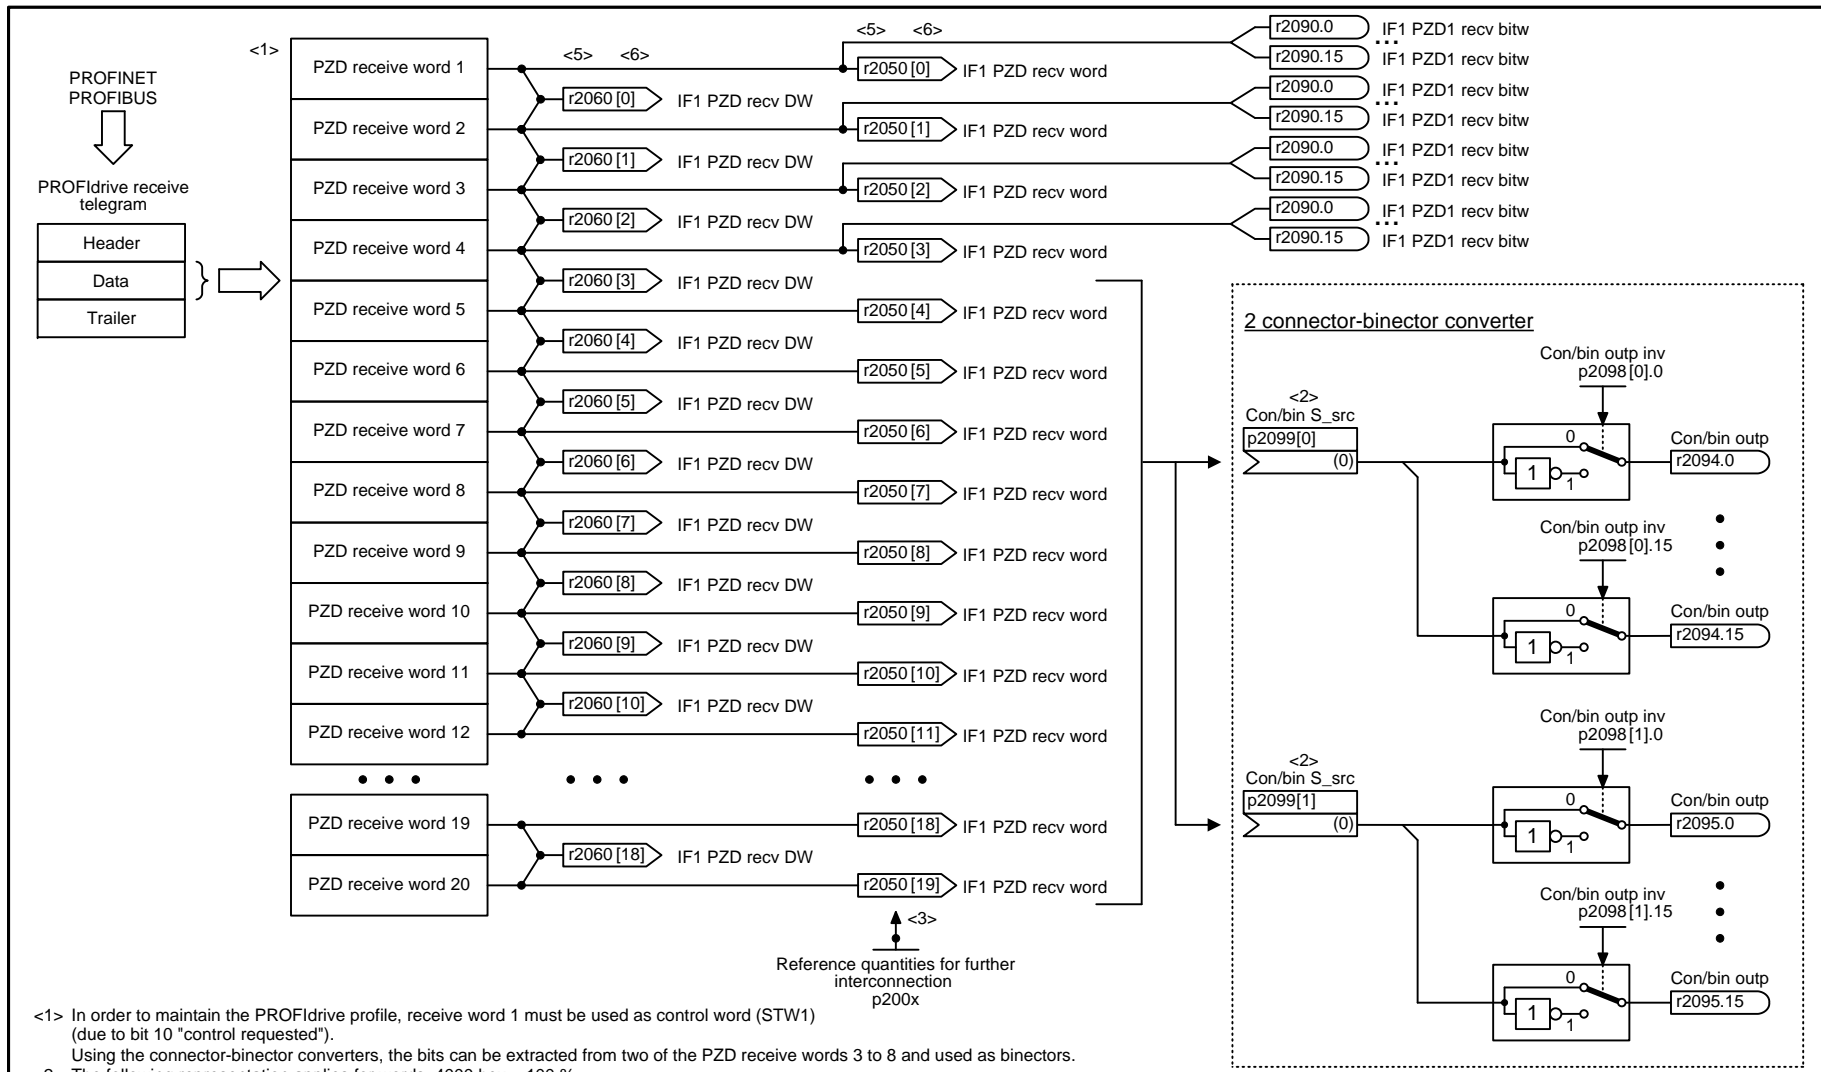 <1>
PROFINET
PROFIBUS
PROFIdrive receive
telegram
Header
Data
Trailer
PZD receive word 1
PZD receive word 2
PZD receive word 3
PZD receive word 4
PZD receive word 5
PZD receive word 6
PZD receive word 7
PZD receive word 8
PZD receive word 9
PZD receive word 10
PZD receive word 11
PZD receive word 12
PZD receive word 19
PZD receive word 20
<5> <6>
r2060[0] IF1 PZD recv DW
r2060[1] IF1 PZD recv DW
r2060[2] IF1 PZD recv DW
r2060[3] IF1 PZD recv DW
r2060[4] IF1 PZD recv DW
r2060[5] IF1 PZD recv DW
r2060[6] IF1 PZD recv DW
r2060[7] IF1 PZD recv DW
r2060[8] IF1 PZD recv DW
r2060[9] IF1 PZD recv DW
r2060[10] IF1 PZD recv DW
r2060[18] IF1 PZD recv DW
<5> <6>
r2050[0] IF1 PZD recv word
r2050[1] IF1 PZD recv word
r2050[2] IF1 PZD recv word
r2050[3] IF1 PZD recv word
r2050[4] IF1 PZD recv word
r2050[5] IF1 PZD recv word
r2050[6] IF1 PZD recv word
r2050[7] IF1 PZD recv word
r2050[8] IF1 PZD recv word
r2050[9] IF1 PZD recv word
r2050[10] IF1 PZD recv word
r2050[11] IF1 PZD recv word
r2050[18] IF1 PZD recv word
r2050[19] IF1 PZD recv word
<3>
Reference quantities for further
interconnection
p200x
r2090.0 IF1 PZD1 recv bitw
...
r2090.15 IF1 PZD1 recv bitw
r2090.0 IF1 PZD1 recv bitw
...
r2090.15 IF1 PZD1 recv bitw
r2090.0 IF1 PZD1 recv bitw
...
r2090.15 IF1 PZD1 recv bitw
r2090.0 IF1 PZD1 recv bitw
...
r2090.15 IF1 PZD1 recv bitw
2 connector-binector converter
<2>
Con/bin S_src
p2099[0]
(0)
Con/bin outp inv
p2098[0].0
0
1
1
Con/bin outp
r2094.0
Con/bin outp inv
p2098[0].15
0
1
1
Con/bin outp
r2094.15
<2>
Con/bin S_src
p2099[1]
(0)
Con/bin outp inv
p2098[1].0
0
1
1
Con/bin outp
r2095.0
Con/bin outp inv
p2098[1].15
0
1
1
Con/bin outp
r2095.15
<1> In order to maintain the PROFIdrive profile, receive word 1 must be used as control word (STW1)
(due to bit 10 "control requested").
Using the connector-binector converters, the bits can be extracted from two of the PZD receive words 3 to 8 and used as binectors.